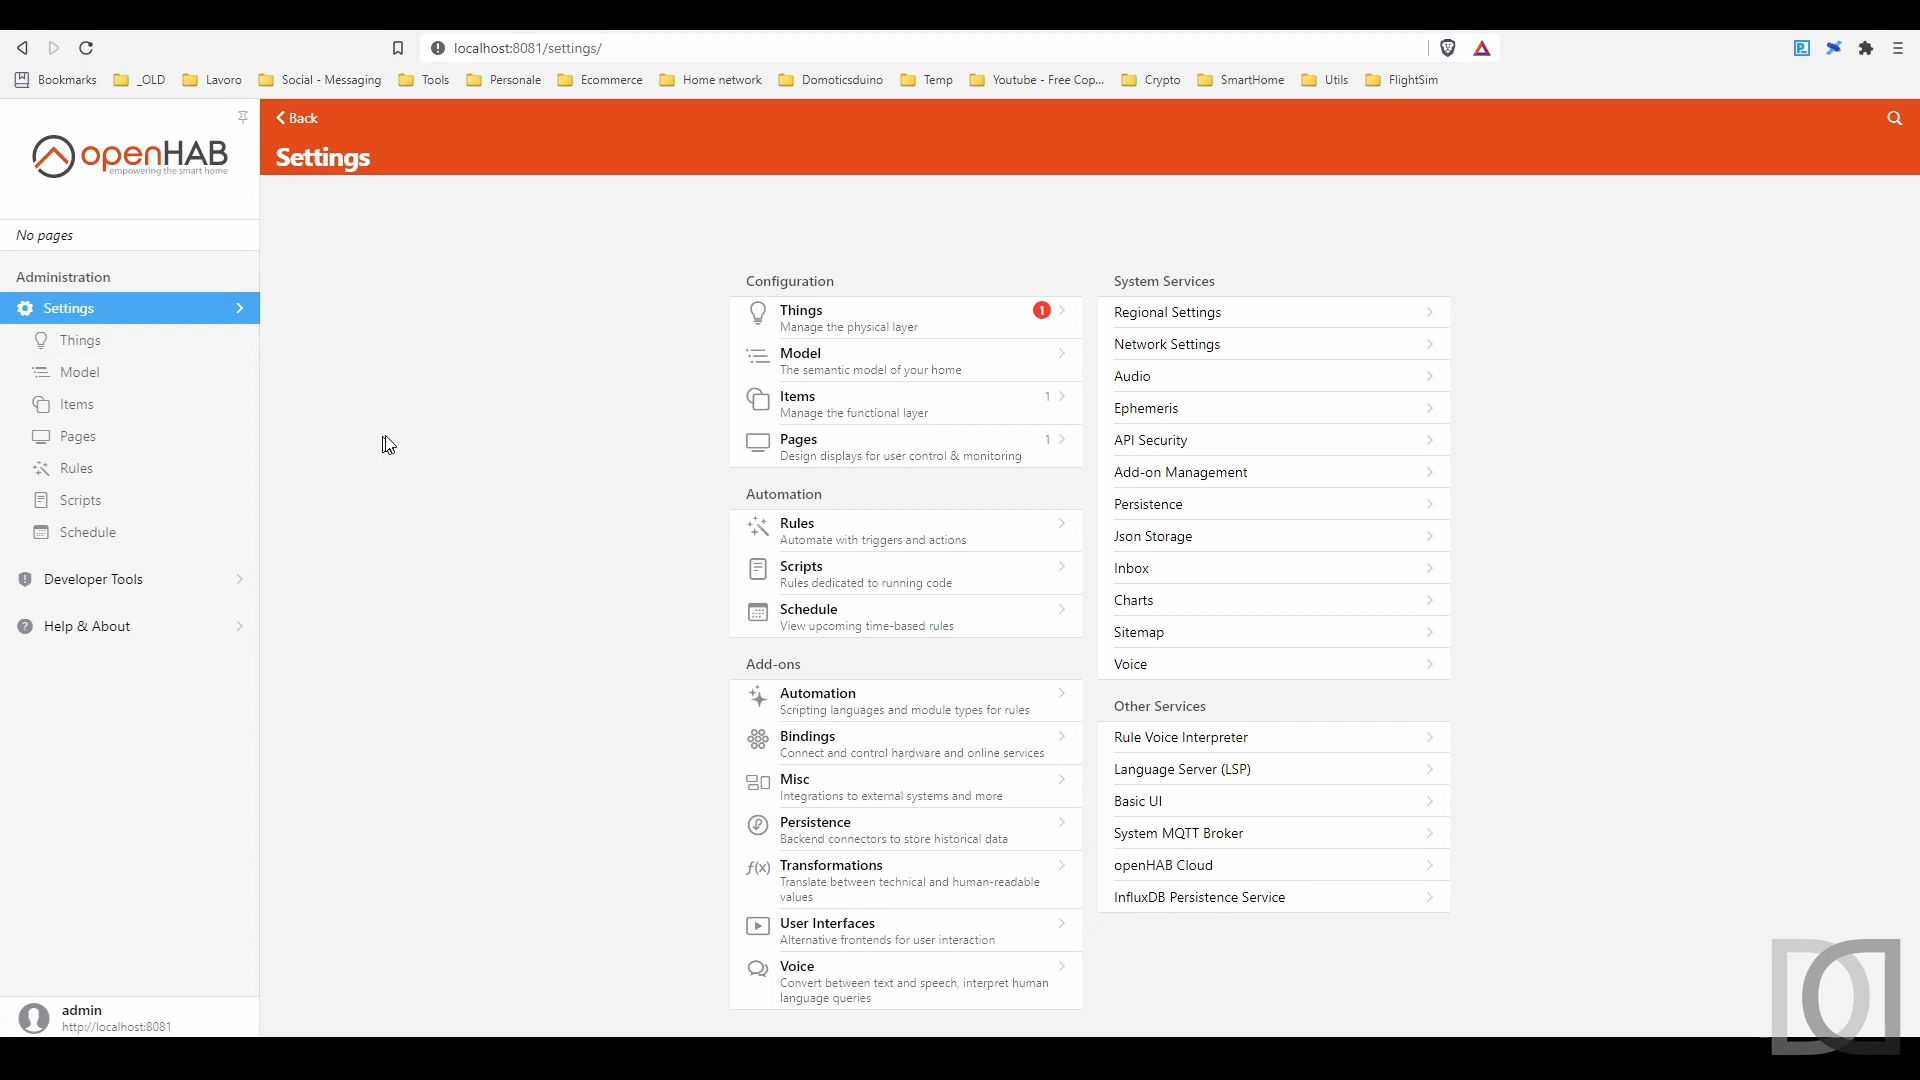 localhost:8081/settings/
Bookmarks
_OLD
Lavoro
Social - Messaging
Tools
Personale
Ecommerce
Home network
Domoticsduino
Temp
Youtube - Free Cop...
Crypto
SmartHome
Utils
FlightSim
openHAB
empowering the smart home
No pages
Administration
Settings
Things
Model
Items
Pages
Rules
Scripts
Schedule
Developer Tools
Help & About
admin
http://localhost:8081
Back
Settings
Configuration
Things
1
Manage the physical layer
Model
The semantic model of your home
Items
1
Manage the functional layer
Pages
1
Design displays for user control & monitoring
Automation
Rules
Automate with triggers and actions
Scripts
Rules dedicated to running code
Schedule
View upcoming time-based rules
Add-ons
Automation
Scripting languages and module types for rules
Bindings
Connect and control hardware and online services
Misc
Integrations to external systems and more
Persistence
Backend connectors to store historical data
f(x) Transformations
Translate between technical and human-readable
values
User Interfaces
Alternative frontends for user interaction
Voice
Convert between text and speech, interpret human
language queries
System Services
Regional Settings
Network Settings
Audio
Ephemeris
API Security
Add-on Management
Persistence
Json Storage
Inbox
Charts
Sitemap
Voice
Other Services
Rule Voice Interpreter
Language Server (LSP)
Basic UI
System MQTT Broker
openHAB Cloud
InfluxDB Persistence Service